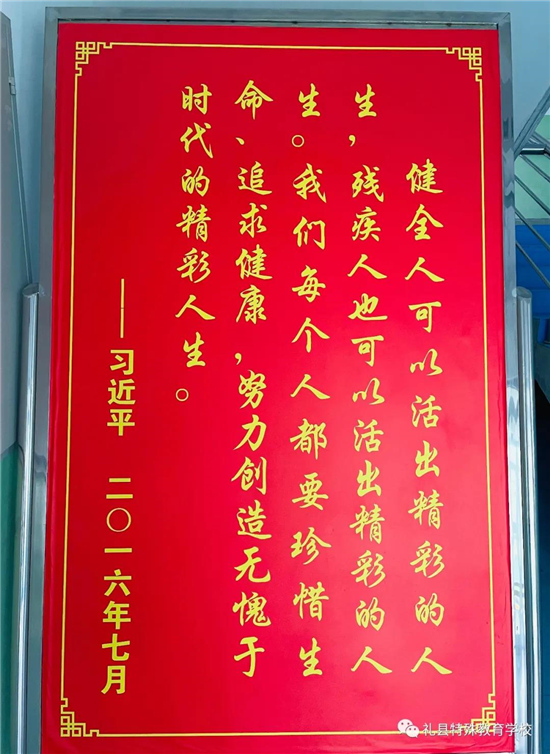 健全人可以活出精彩的人
生，残疾人也可以活出精彩的人
生。我们每个人都要珍惜生
命、追求健康，努力创造无愧于
时代的精彩人生。
——习近平 二〇一六年七月
礼县特殊教育学校